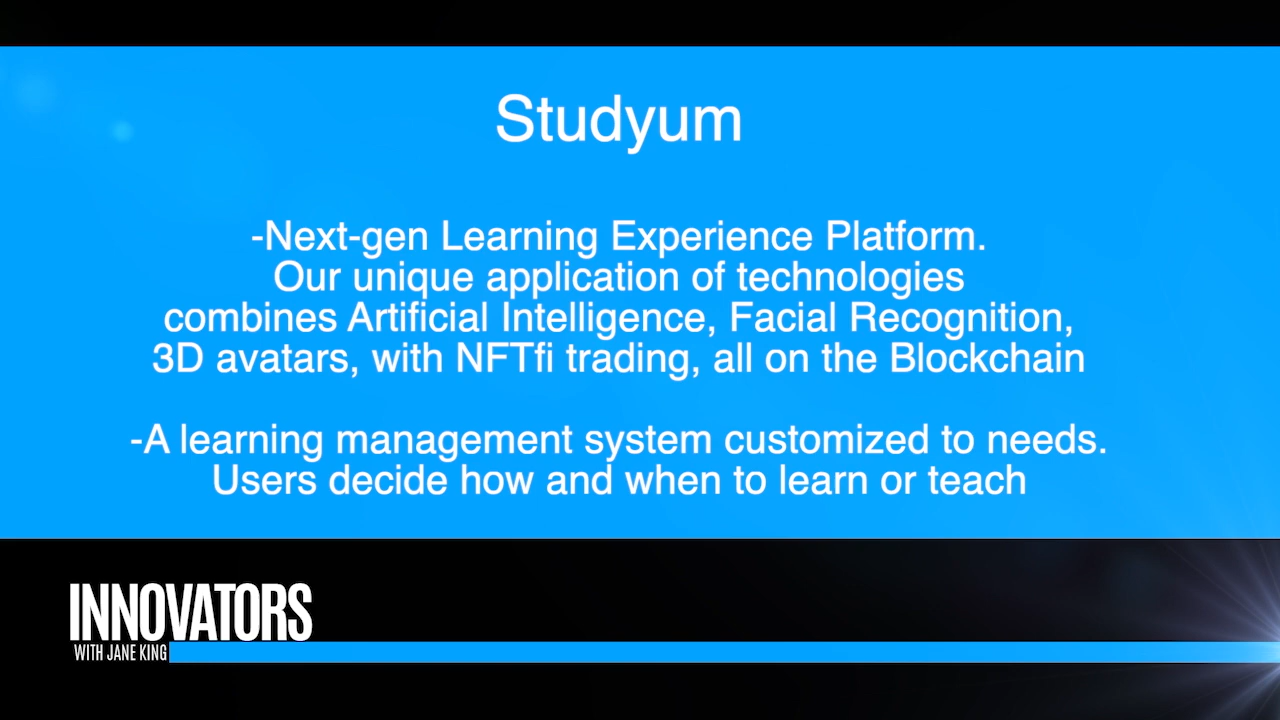 Studyum
-Next-gen Learning Experience Platform.
Our unique application of technologies
combines Artificial Intelligence, Facial Recognition,
3D avatars, with NFTfi trading, all on the Blockchain
-A learning management system customized to needs.
Users decide how and when to learn or teach
INNOVATORS
WITH JANE KING